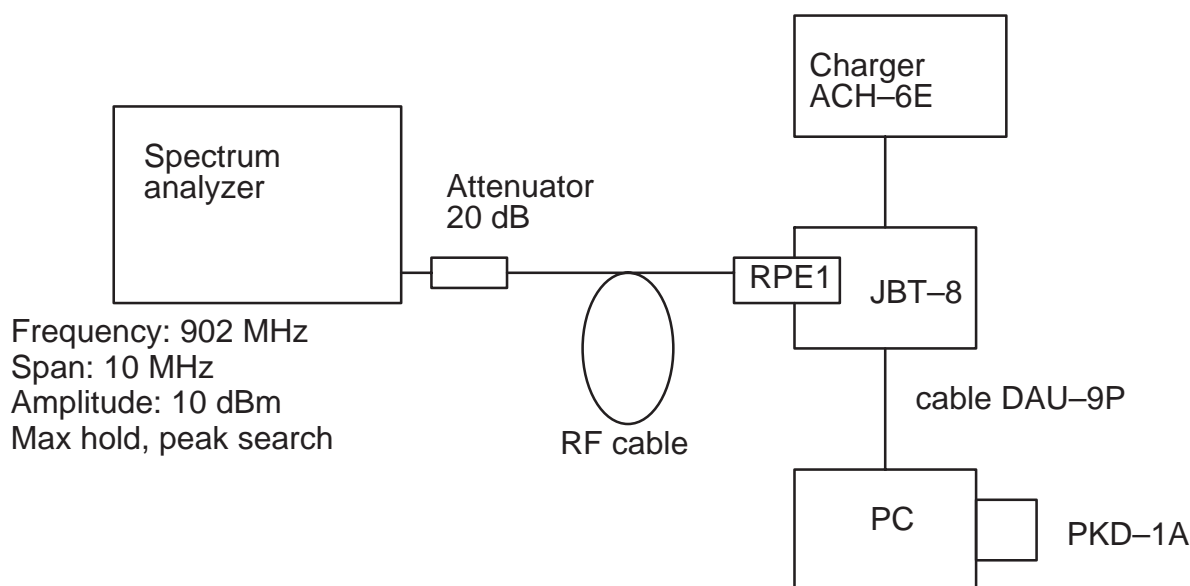 Charger
ACH–6E
Spectrum
analyzer
Attenuator
20 dB
RPE1
JBT–8
Frequency: 902 MHz
Span: 10 MHz
Amplitude: 10 dBm
Max hold, peak search
RF cable
cable DAU–9P
PC
PKD–1A